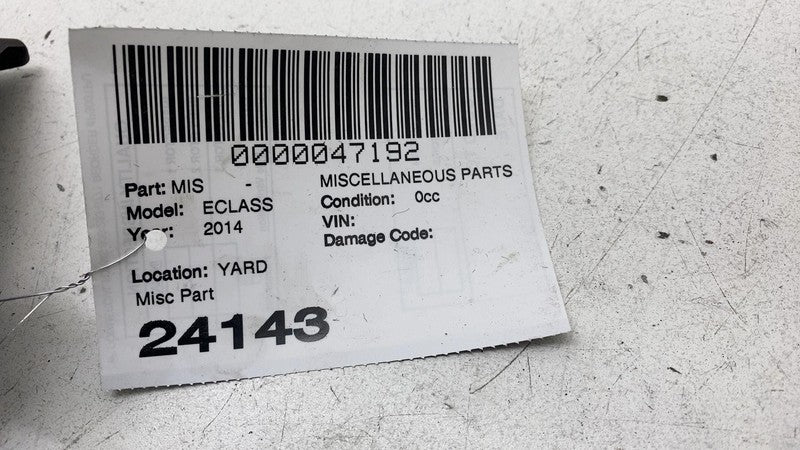 0000047192
Part: MIS - MISCELLANEOUS PARTS
Model: ECLASS Condition: 0cc
Year: 2014 VIN:
Damage Code:
Location: YARD
Misc Part
24143